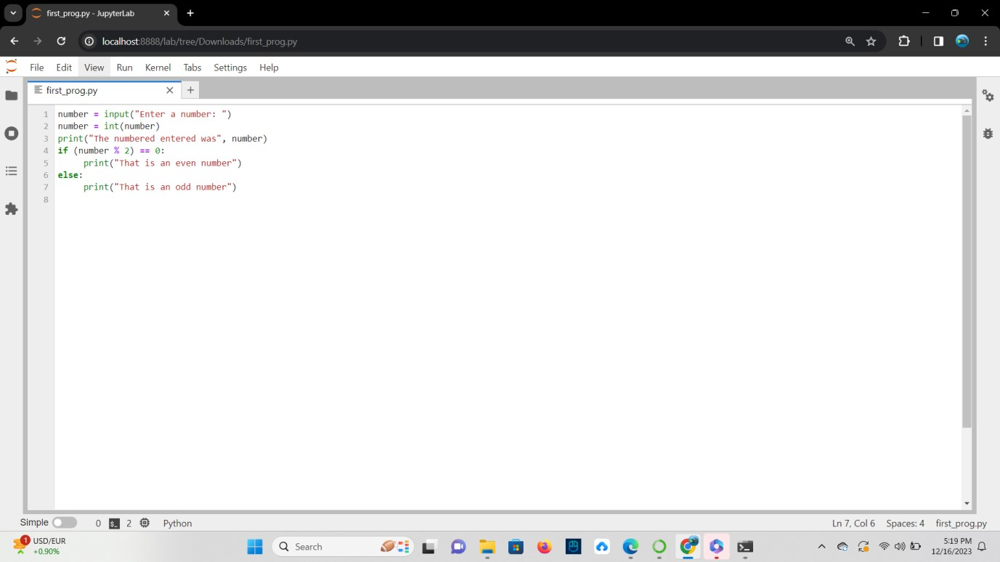 first_prog.py - JupyterLab
localhost:8888/lab/tree/Downloads/first_prog.py
File Edit View Run Kernel Tabs Settings Help
first_prog.py
1 number = input("Enter a number: ")
2 number = int(number)
3 print("The numbered entered was", number)
4 if (number % 2) == 0:
5      print("That is an even number")
6 else:
7      print("That is an odd number")
8
Simple 0 $_ 2 Python Ln 7, Col 6 Spaces: 4 first_prog.py
1 USD/EUR
+0.90%
Search
5:19 PM
12/16/2023